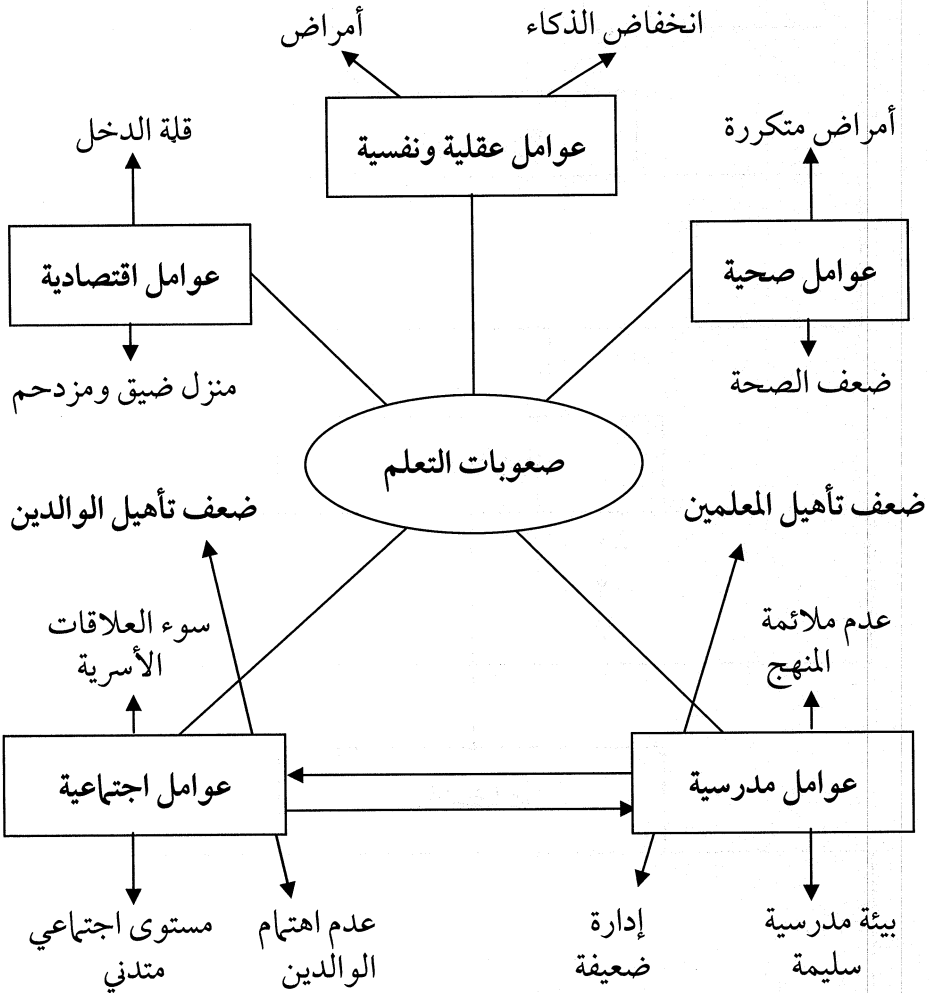 انخفاض الذكاء
أمراض
عوامل عقلية ونفسية
أمراض متكررة
قلة الدخل
عوامل صحية
عوامل اقتصادية
ضعف الصحة
منزل ضيق ومزدحم
صعوبات التعلم
ضعف تأهيل المعلمين
ضعف تأهيل الوالدين
عدم ملائمة
المنهج
سوء العلاقات
الأسرية
عوامل مدرسية
عوامل اجتماعية
بيئة مدرسية
سليمة
إدارة
ضعيفة
عدم اهتمام
الوالدين
مستوى اجتماعي
متدني